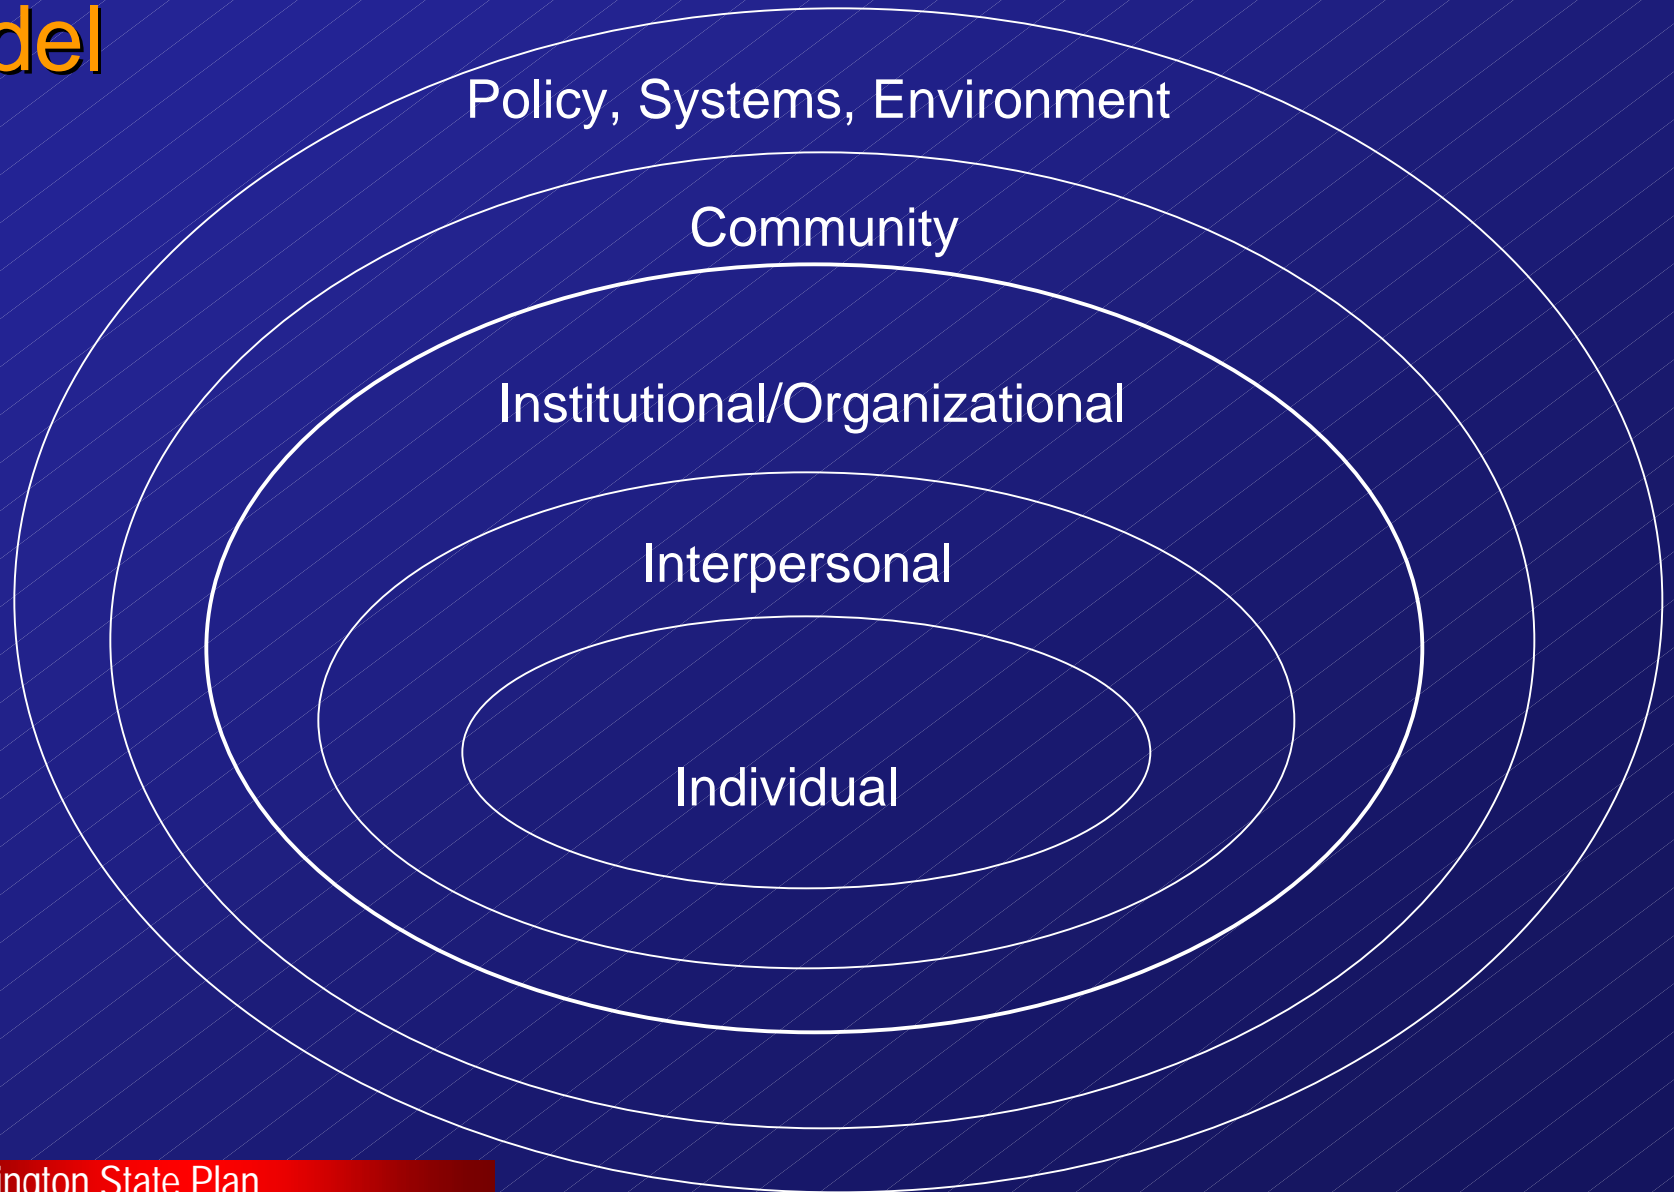 del
Policy, Systems, Environment
Community
Institutional/Organizational
Interpersonal
Individual
ington State Plan